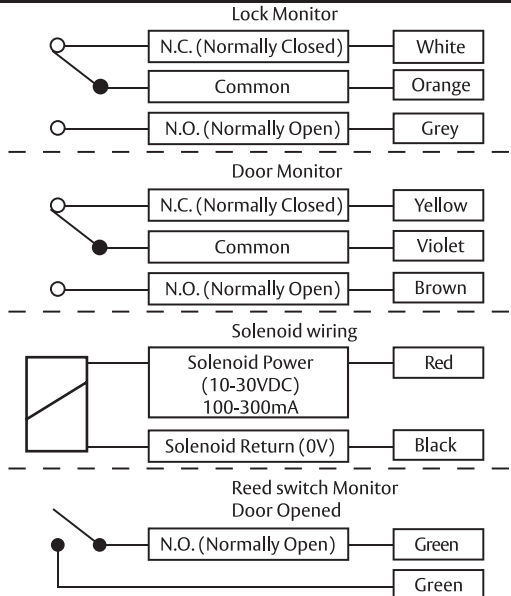 Lock Monitor
N.C. (Normally Closed) White
Common Orange
N.O. (Normally Open) Grey
Door Monitor
N.C. (Normally Closed) Yellow
Common Violet
N.O. (Normally Open) Brown
Solenoid wiring
Solenoid Power Red
(10-30VDC)
100-300mA
Solenoid Return (0V) Black
Reed switch Monitor
Door Opened
N.O. (Normally Open) Green
Green